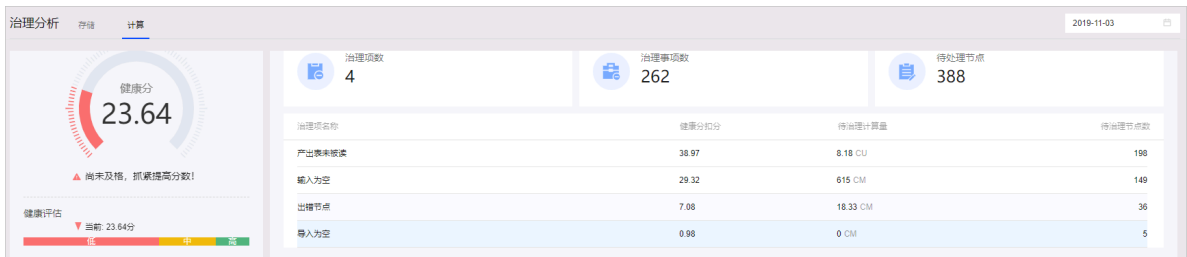 治理分析 存储 计算 2019-11-03
健康分
23.64
尚未及格，抓紧提高分数！
健康评估
当前: 23.64分
低 中 高
治理项数 治理事项数 待处理节点
4 262 388
治理项名称 健康分扣分 待治理计算量 待治理节点数
产出表未被读 38.97 8.18 CU 198
输入为空 29.32 615 CM 149
出错节点 7.08 18.33 CM 36
导入为空 0.98 0 CM 5